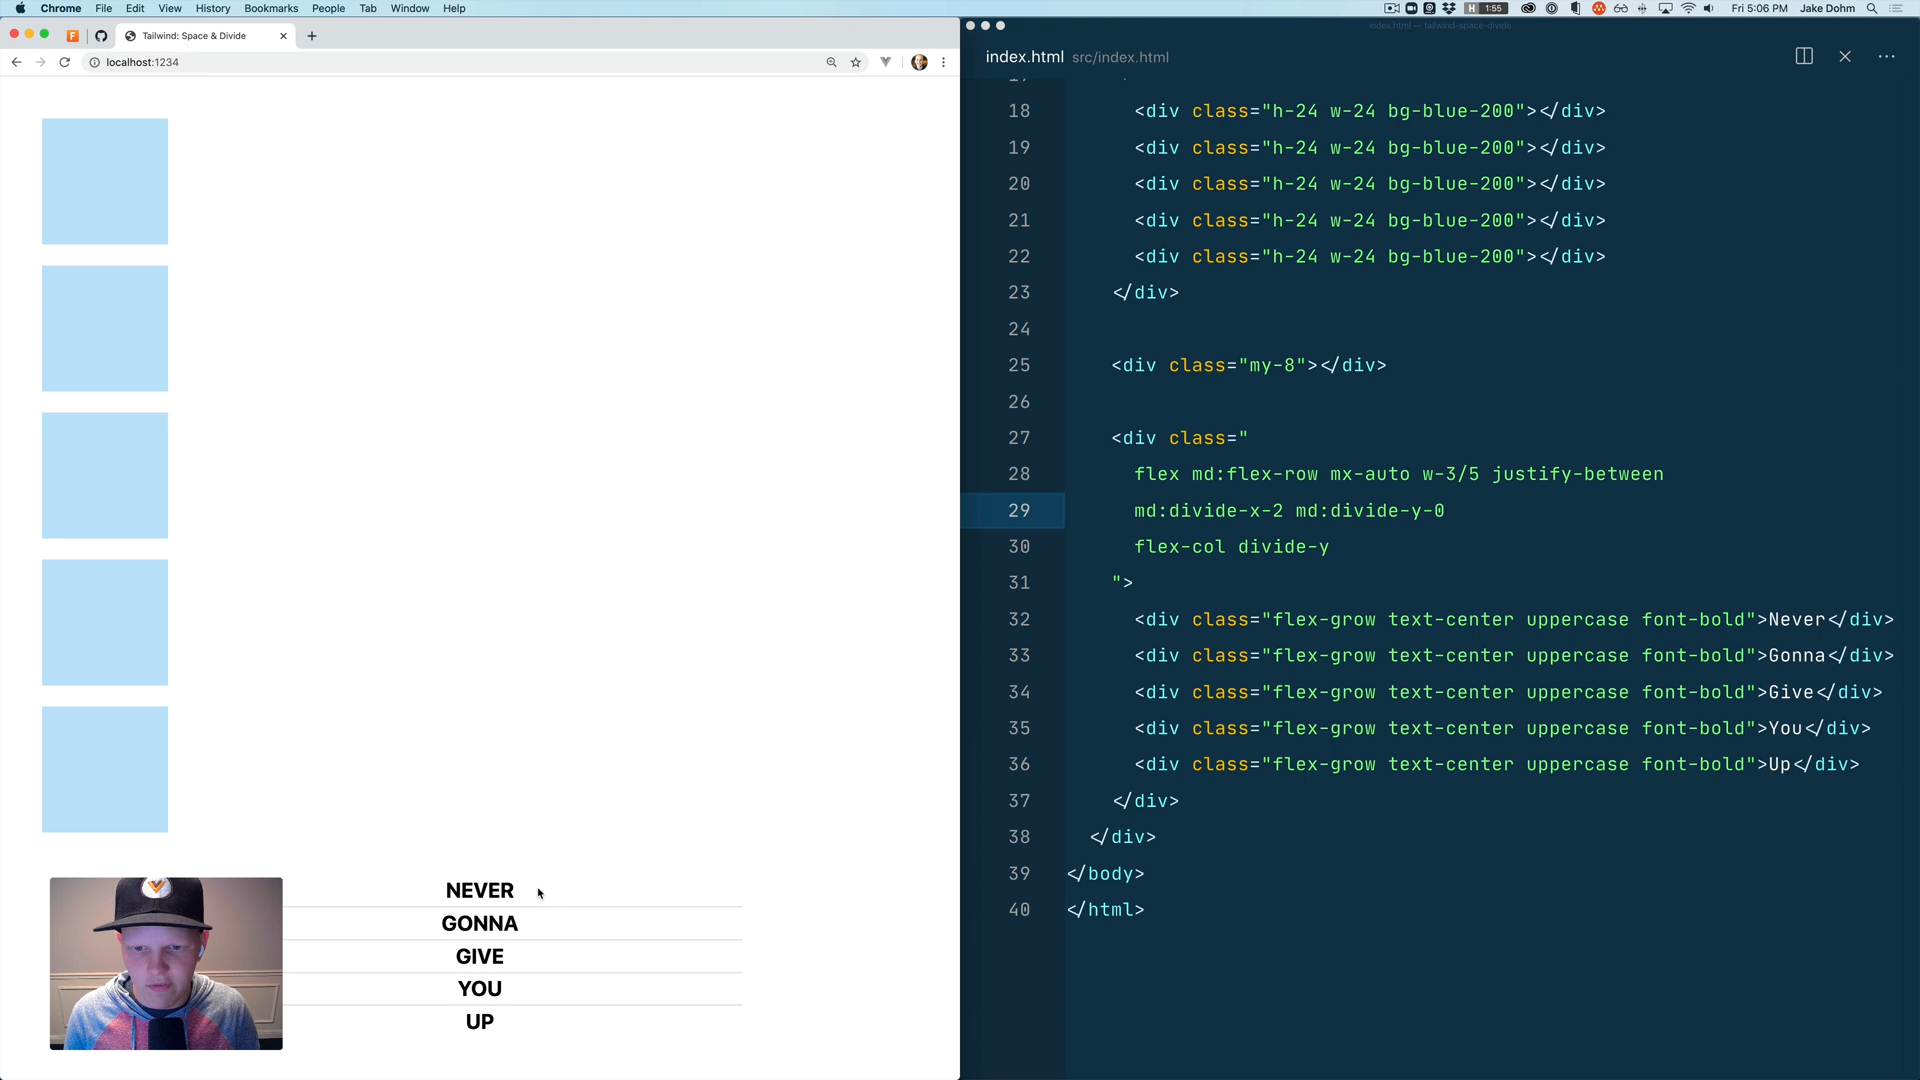 Chrome File Edit View History Bookmarks People Tab Window Help
H 1:55
Fri 5:06 PM Jake Dohm
F
Tailwind: Space & Divide
localhost:1234
index.html — tailwind-space-divide
index.html src/index.html
18 <div class="h-24 w-24 bg-blue-200"></div>
19 <div class="h-24 w-24 bg-blue-200"></div>
20 <div class="h-24 w-24 bg-blue-200"></div>
21 <div class="h-24 w-24 bg-blue-200"></div>
22 <div class="h-24 w-24 bg-blue-200"></div>
23 </div>
24
25 <div class="my-8"></div>
26
27 <div class="
28 flex md:flex-row mx-auto w-3/5 justify-between
29 md:divide-x-2 md:divide-y-0
30 flex-col divide-y
31 ">
32 <div class="flex-grow text-center uppercase font-bold">Never</div>
33 <div class="flex-grow text-center uppercase font-bold">Gonna</div>
34 <div class="flex-grow text-center uppercase font-bold">Give</div>
35 <div class="flex-grow text-center uppercase font-bold">You</div>
36 <div class="flex-grow text-center uppercase font-bold">Up</div>
37 </div>
38 </div>
39 </body>
40 </html>
NEVER
GONNA
GIVE
YOU
UP